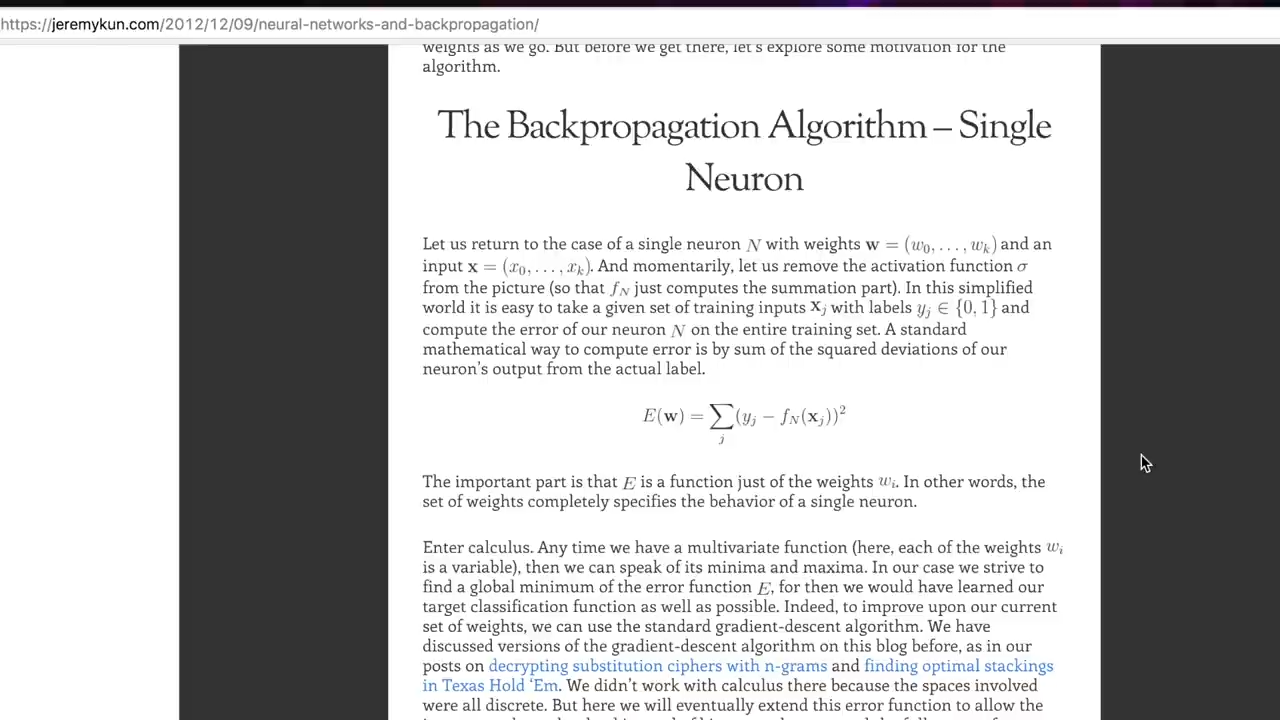 https://jeremykun.com/2012/12/09/neural-networks-and-backpropagation/
weights as we go. But before we get there, let's explore some motivation for the
algorithm.
The Backpropagation Algorithm – Single
Neuron
Let us return to the case of a single neuron N with weights w = (w₀, . . . , wₖ) and an
input x = (x₀, . . . , xₖ). And momentarily, let us remove the activation function σ
from the picture (so that f_N just computes the summation part). In this simplified
world it is easy to take a given set of training inputs x_j with labels y_j ∈ {0, 1} and
compute the error of our neuron N on the entire training set. A standard
mathematical way to compute error is by sum of the squared deviations of our
neuron's output from the actual label.
E(w) = ∑_j (y_j − f_N(x_j))²
The important part is that E is a function just of the weights w_i. In other words, the
set of weights completely specifies the behavior of a single neuron.
Enter calculus. Any time we have a multivariate function (here, each of the weights w_i
is a variable), then we can speak of its minima and maxima. In our case we strive to
find a global minimum of the error function E, for then we would have learned our
target classification function as well as possible. Indeed, to improve upon our current
set of weights, we can use the standard gradient-descent algorithm. We have
discussed versions of the gradient-descent algorithm on this blog before, as in our
posts on decrypting substitution ciphers with n-grams and finding optimal stackings
in Texas Hold 'Em. We didn't work with calculus there because the spaces involved
were all discrete. But here we will eventually extend this error function to allow the